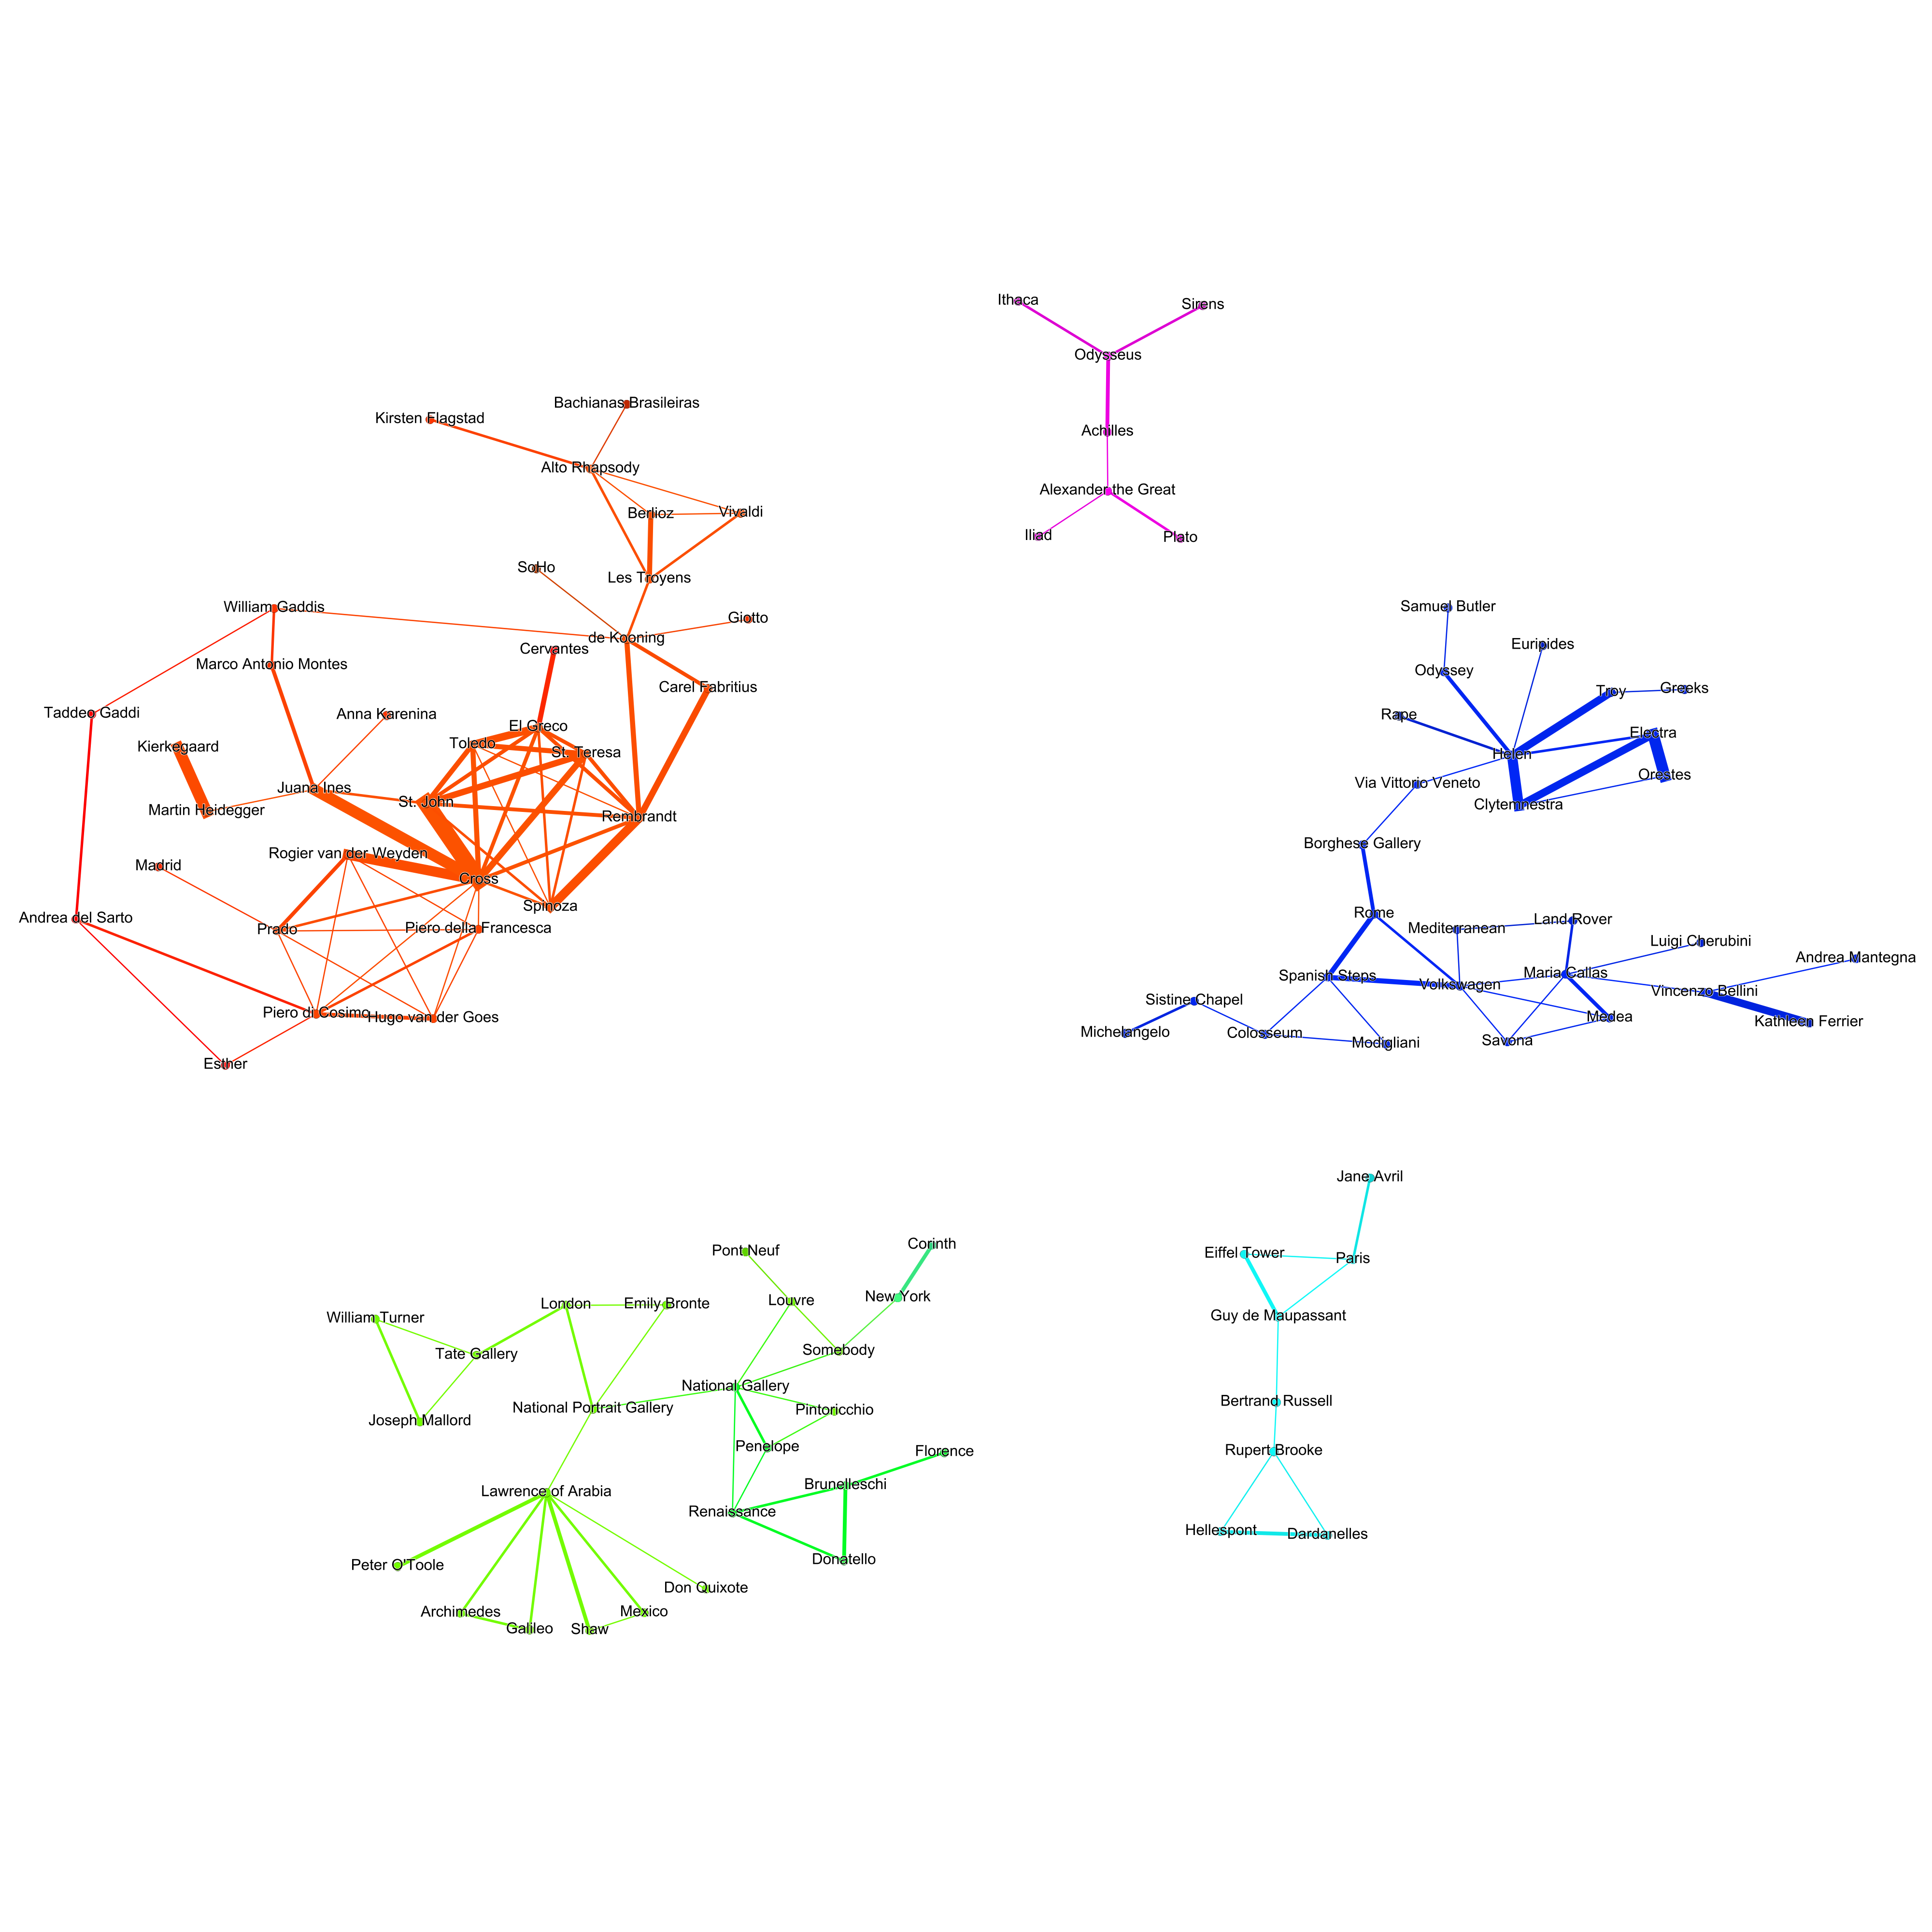 Ithaca
Sirens
Odysseus
Achilles
Alexander the Great
Iliad
Plato
Bachianas Brasileiras
Kirsten Flagstad
Alto Rhapsody
Berlioz
Vivaldi
SoHo
Les Troyens
William Gaddis
Giotto
de Kooning
Cervantes
Marco Antonio Montes
Carel Fabritius
Taddeo Gaddi
Anna Karenina
El Greco
Kierkegaard
Toledo
St. Teresa
Juana Ines
St. John
Martin Heidegger
Rembrandt
Rogier van der Weyden
Madrid
Cross
Spinoza
Andrea del Sarto
Prado
Piero della Francesca
Piero di Cosimo
Hugo van der Goes
Esther
Samuel Butler
Euripides
Odyssey
Troy
Greeks
Rape
Electra
Helen
Orestes
Via Vittorio Veneto
Clytemnestra
Borghese Gallery
Rome
Mediterranean
Land Rover
Luigi Cherubini
Andrea Mantegna
Spanish Steps
Volkswagen
Maria Callas
Vincenzo Bellini
Sistine Chapel
Michelangelo
Colosseum
Modigliani
Savona
Medea
Kathleen Ferrier
Jane Avril
Eiffel Tower
Paris
Guy de Maupassant
Bertrand Russell
Rupert Brooke
Hellespont
Dardanelles
Pont Neuf
Corinth
London
Emily Bronte
Louvre
New York
William Turner
Tate Gallery
Somebody
National Gallery
National Portrait Gallery
Pintoricchio
Joseph Mallord
Penelope
Florence
Brunelleschi
Lawrence of Arabia
Renaissance
Donatello
Peter O'Toole
Don Quixote
Archimedes
Galileo
Shaw
Mexico